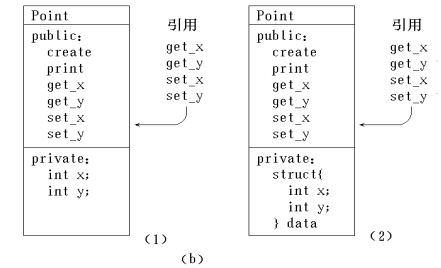 Point
public:
create
print
get_x
get_y
set_x
set_y
private:
int x;
int y;
引用
get_x
get_y
set_x
set_y
(1)
Point
public:
create
print
get_x
get_y
set_x
set_y
private:
struct{
int x;
int y;
} data
引用
get_x
get_y
set_x
set_y
(2)
(b)